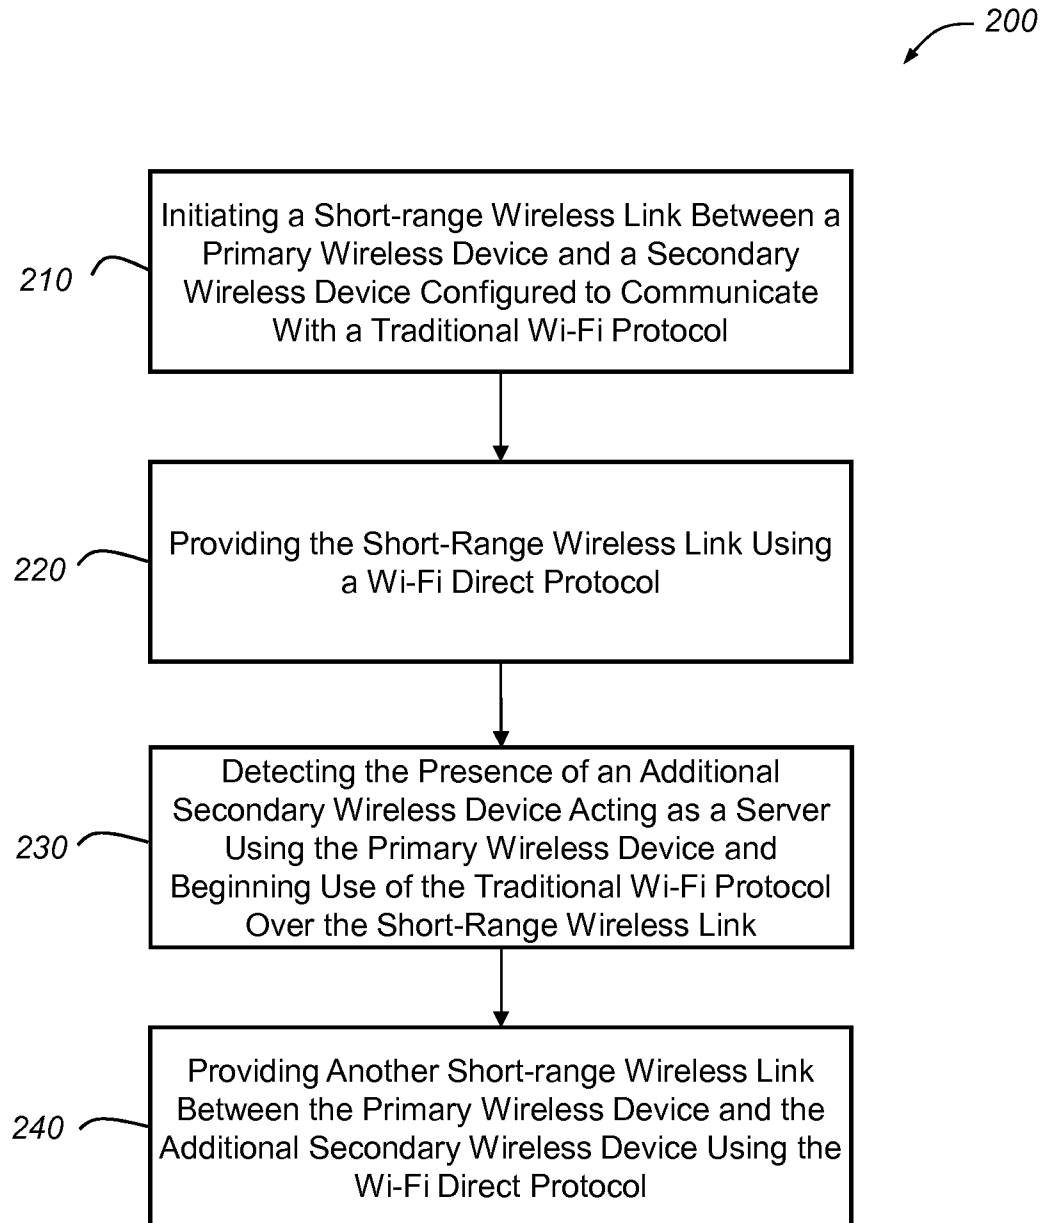 200
210
Initiating a Short-range Wireless Link Between a
Primary Wireless Device and a Secondary
Wireless Device Configured to Communicate
With a Traditional Wi-Fi Protocol
220
Providing the Short-Range Wireless Link Using
a Wi-Fi Direct Protocol
230
Detecting the Presence of an Additional
Secondary Wireless Device Acting as a Server
Using the Primary Wireless Device and
Beginning Use of the Traditional Wi-Fi Protocol
Over the Short-Range Wireless Link
240
Providing Another Short-range Wireless Link
Between the Primary Wireless Device and the
Additional Secondary Wireless Device Using the
Wi-Fi Direct Protocol